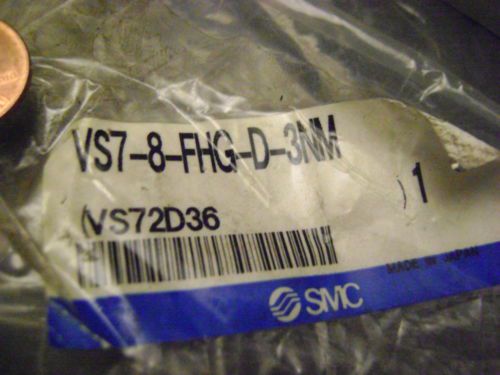 VS7-8-FHG-D-3NM
(VS72D36 )1
MADE IN JAPAN
SMC